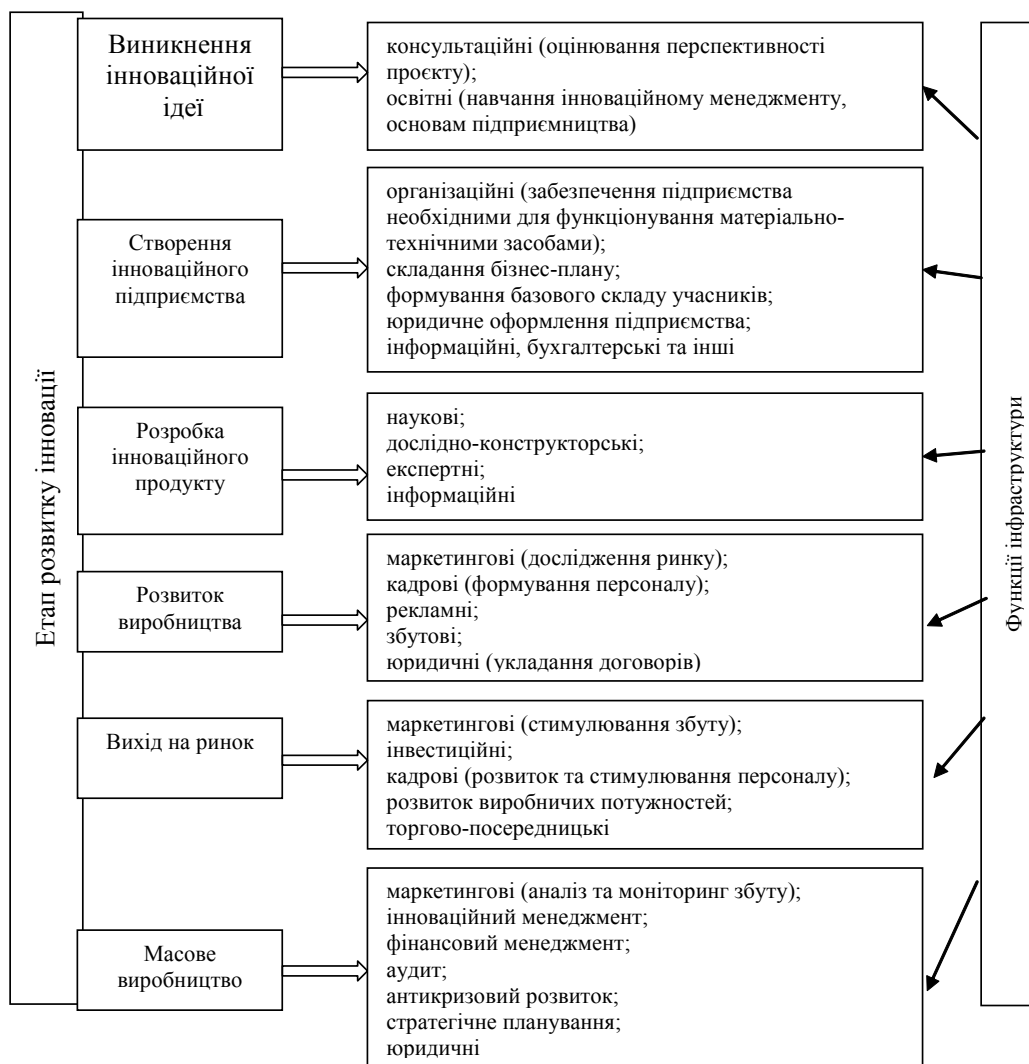 Етап розвитку інновації
Виникнення
інноваційної
ідеї
консультаційні (оцінювання перспективності
проєкту);
освітні (навчання інноваційному менеджменту,
основам підприємництва)
Створення
інноваційного
підприємства
організаційні (забезпечення підприємства
необхідними для функціонування матеріально-
технічними засобами);
складання бізнес-плану;
формування базового складу учасників;
юридичне оформлення підприємства;
інформаційні, бухгалтерські та інші
Розробка
інноваційного
продукту
наукові;
дослідно-конструкторські;
експертні;
інформаційні
Розвиток
виробництва
маркетингові (дослідження ринку);
кадрові (формування персоналу);
рекламні;
збутові;
юридичні (укладання договорів)
Вихід на ринок
маркетингові (стимулювання збуту);
інвестиційні;
кадрові (розвиток та стимулювання персоналу);
розвиток виробничих потужностей;
торгово-посередницькі
Масове
виробництво
маркетингові (аналіз та моніторинг збуту);
інноваційний менеджмент;
фінансовий менеджмент;
аудит;
антикризовий розвиток;
стратегічне планування;
юридичні
Функції інфраструктури